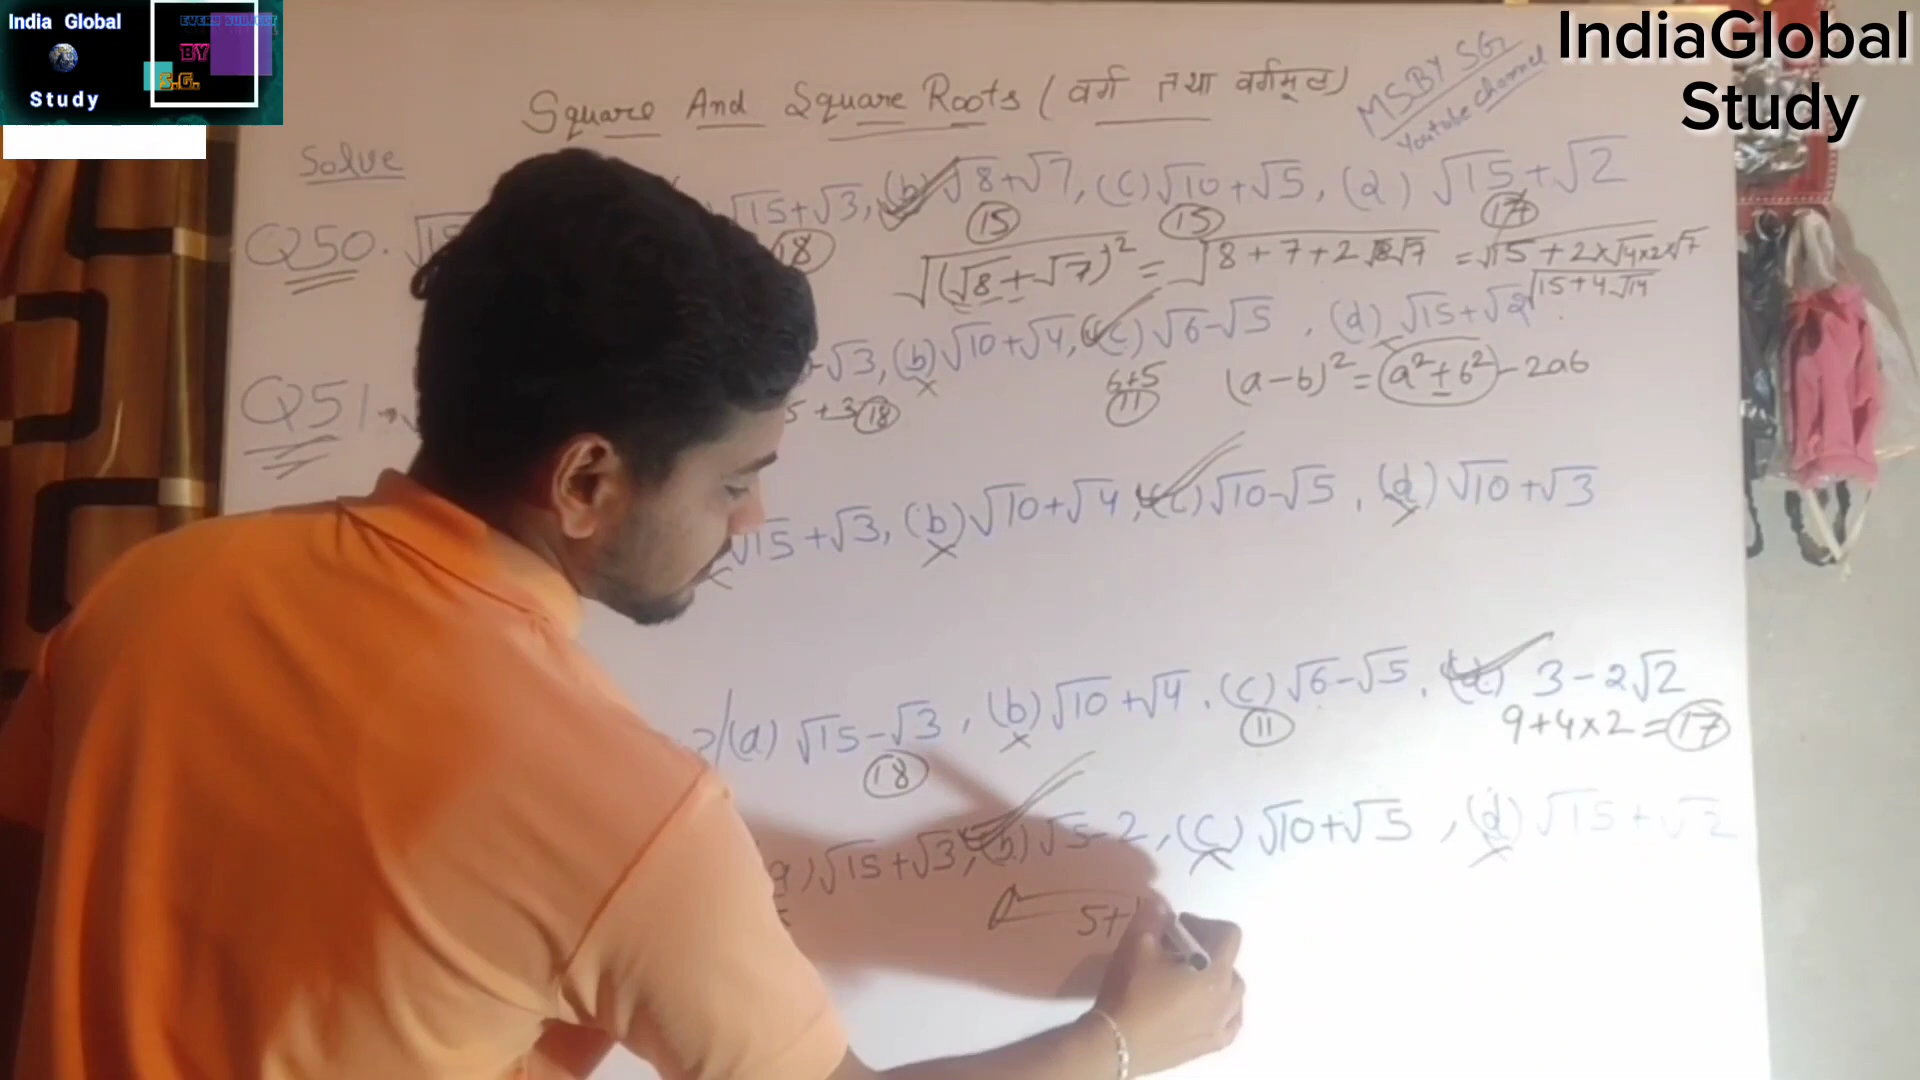 India Global
Study
EVERY SUBJECT
BY
S.G.
IndiaGlobal
Study
Square And Square Roots (वर्ग तथा वर्गमूल)
MSBY SG
Youtube channel
Solve
Q50. √15 √15+√3, (b) √8+√7, (c) √10+√5, (d) √15+√2
18 15 15 17
√(√8+√7)² = √8+7+2√8√7 = √15+2×√4×2×√7
√15+4√14
Q51 -√3, (b) √10+√4, (c) √6-√5, (d) √15+√2
5+3 18 6+5 11 (a-b)² = a²+b²-2ab
√15+√3, (b) √10+√4, (c) √10-√5, (d) √10+√3
(a) √15-√3, (b) √10+√4, (c) √6-√5, (d) 3-2√2
18 11 9+4×2=17
a) √15+√3, (b) √5-2, (c) √10+√5, (d) √15+√2
5+